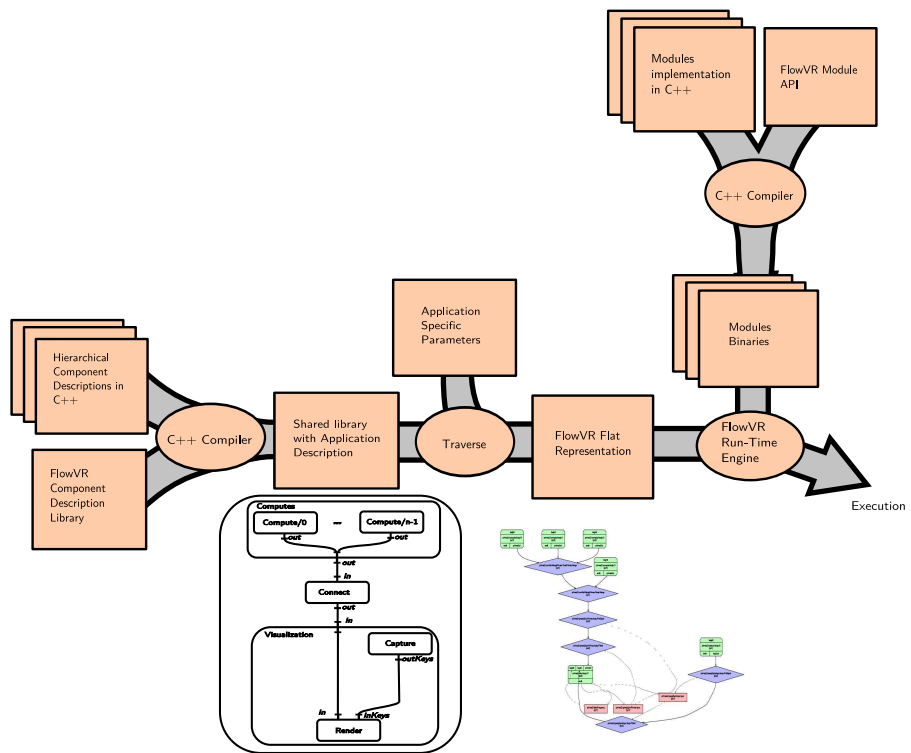 Modules
implementation
in C++
FlowVR Module
API
C++ Compiler
Modules
Binaries
Application
Specific
Parameters
Hierarchical
Component
Descriptions in
C++
C++ Compiler
Shared library
with Application
Description
Traverse
FlowVR Flat
Representation
FlowVR
Run-Time
Engine
Execution
FlowVR
Component
Description
Library
Computes
Compute/0
Compute/n-1
out
out
out
in
Connect
out
in
Visualization
Capture
outKeys
in
inKeys
Render